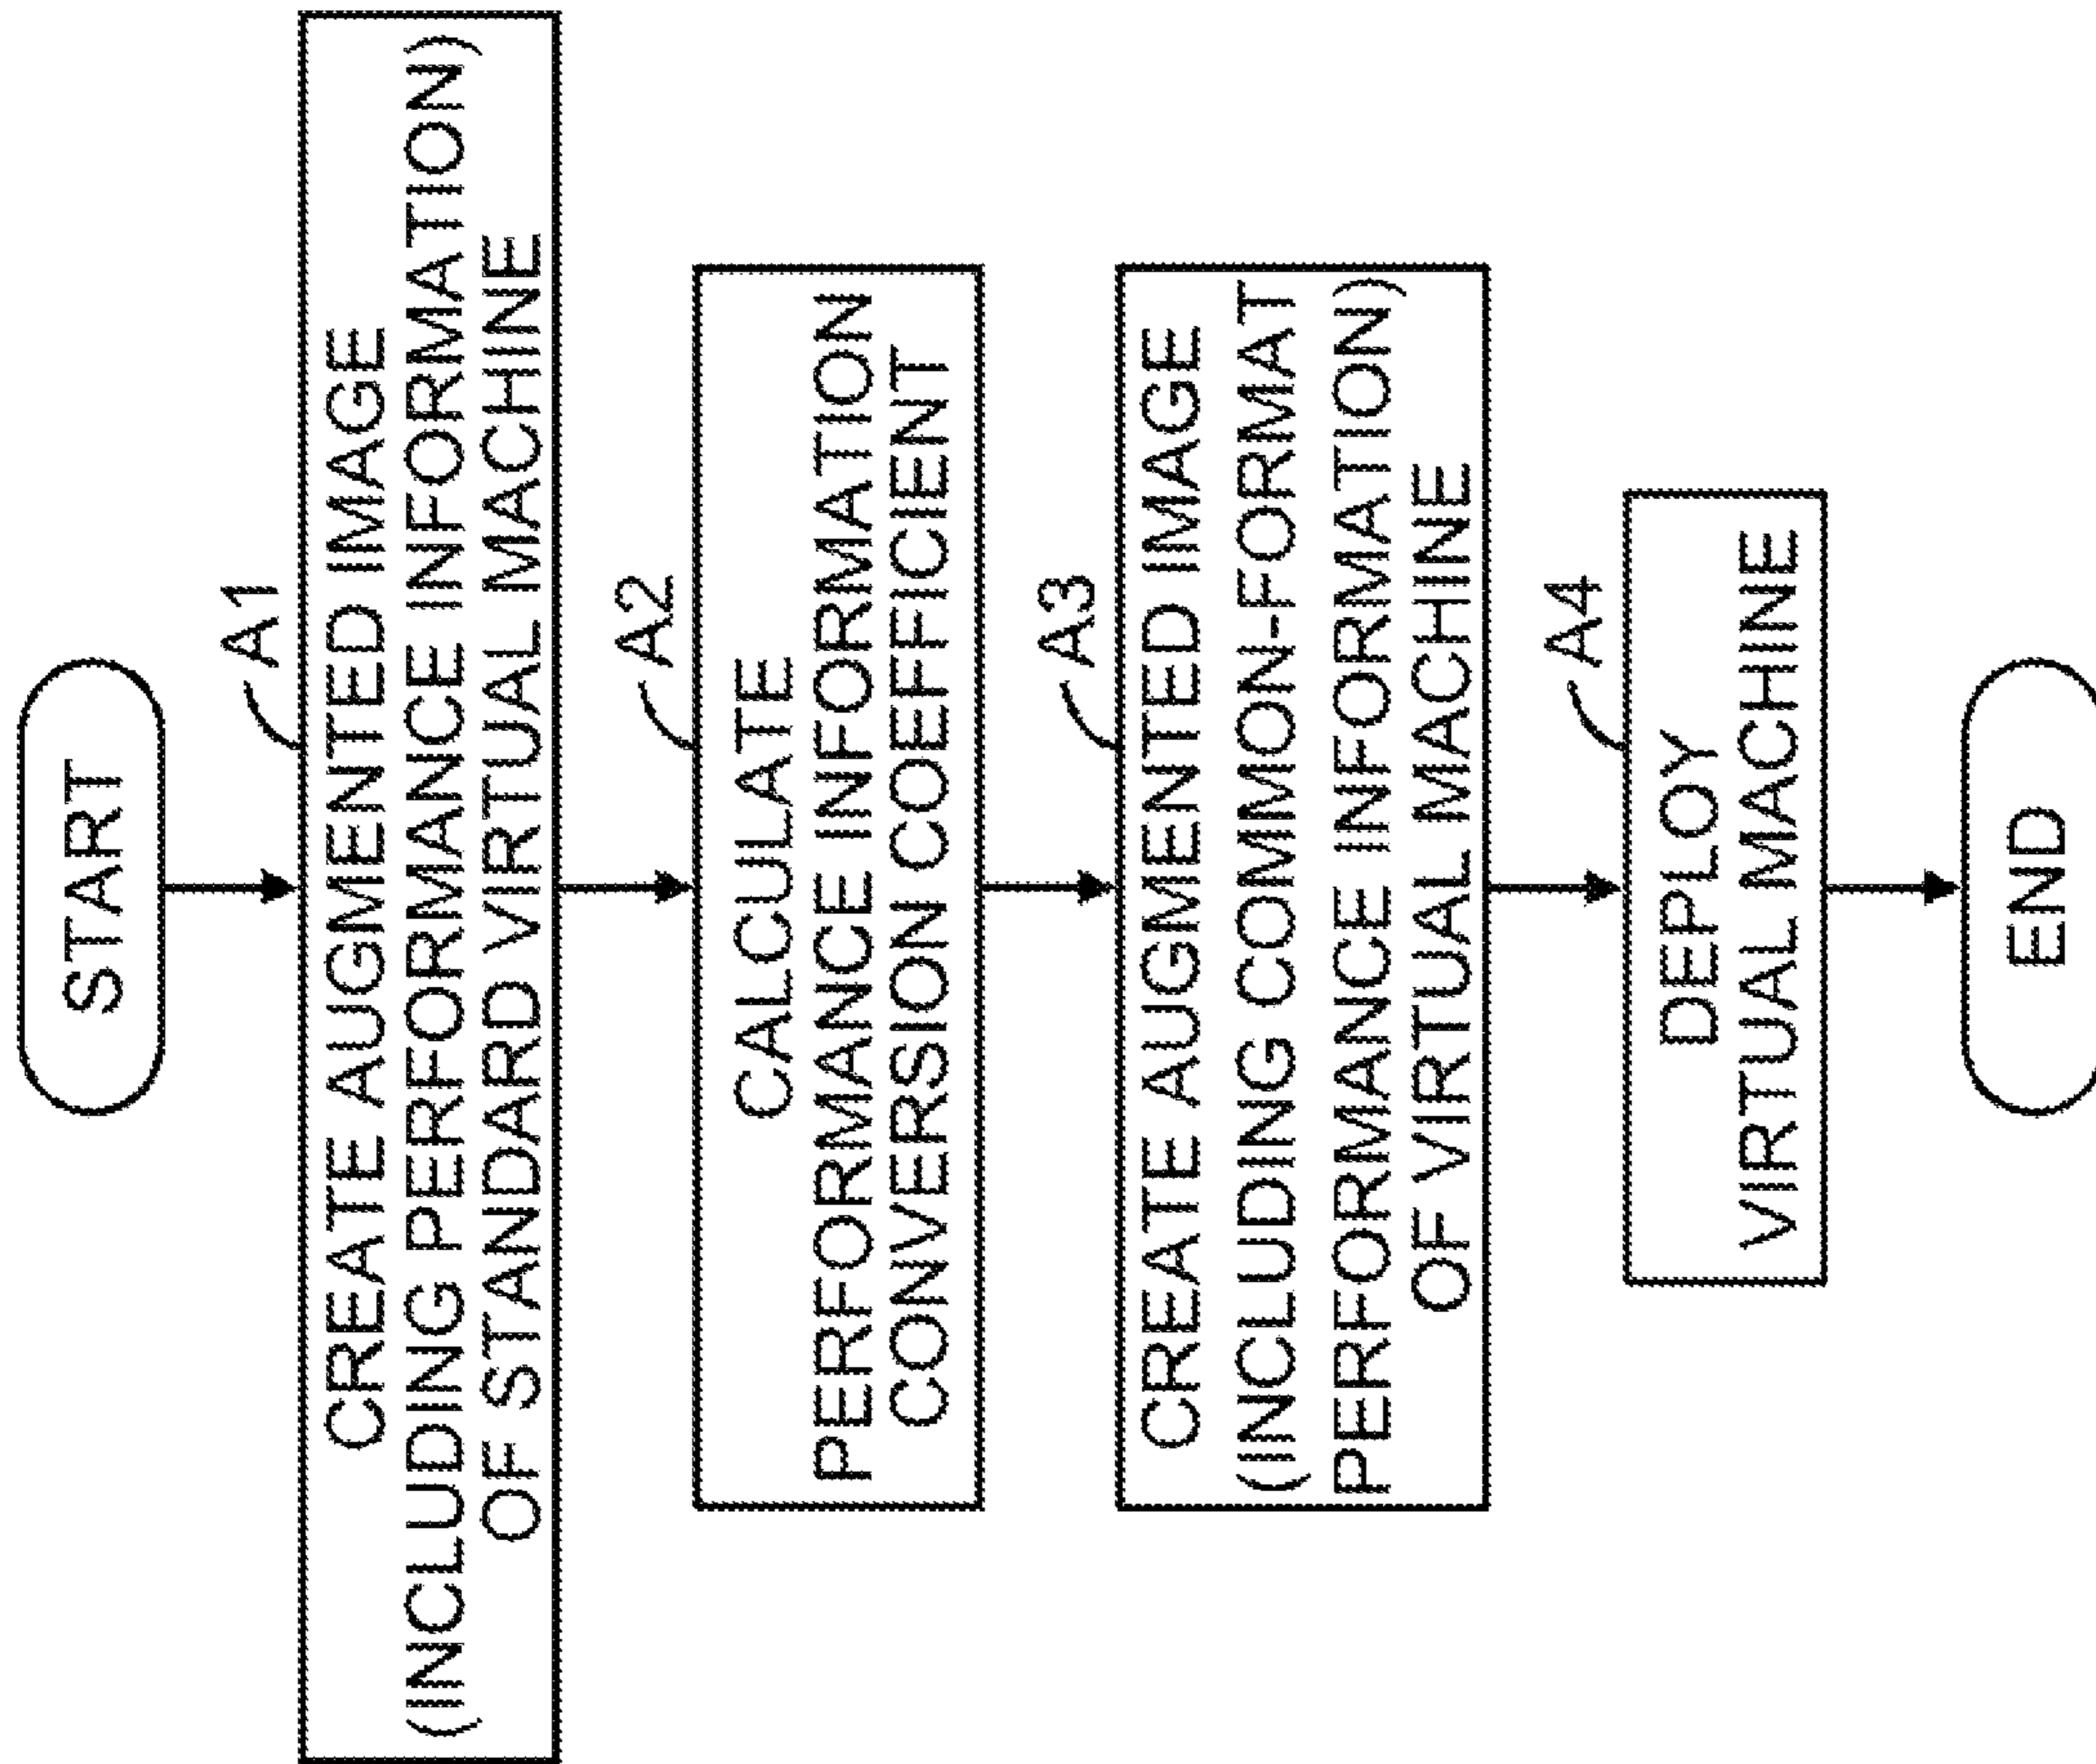 START
A1
CREATE AUGMENTED IMAGE
(INCLUDING PERFORMANCE INFORMATION)
OF STANDARD VIRTUAL MACHINE
A2
CALCULATE
PERFORMANCE INFORMATION
CONVERSION COEFFICIENT
A3
CREATE AUGMENTED IMAGE
(INCLUDING COMMON-FORMAT
PERFORMANCE INFORMATION)
OF VIRTUAL MACHINE
A4
DEPLOY
VIRTUAL MACHINE
END